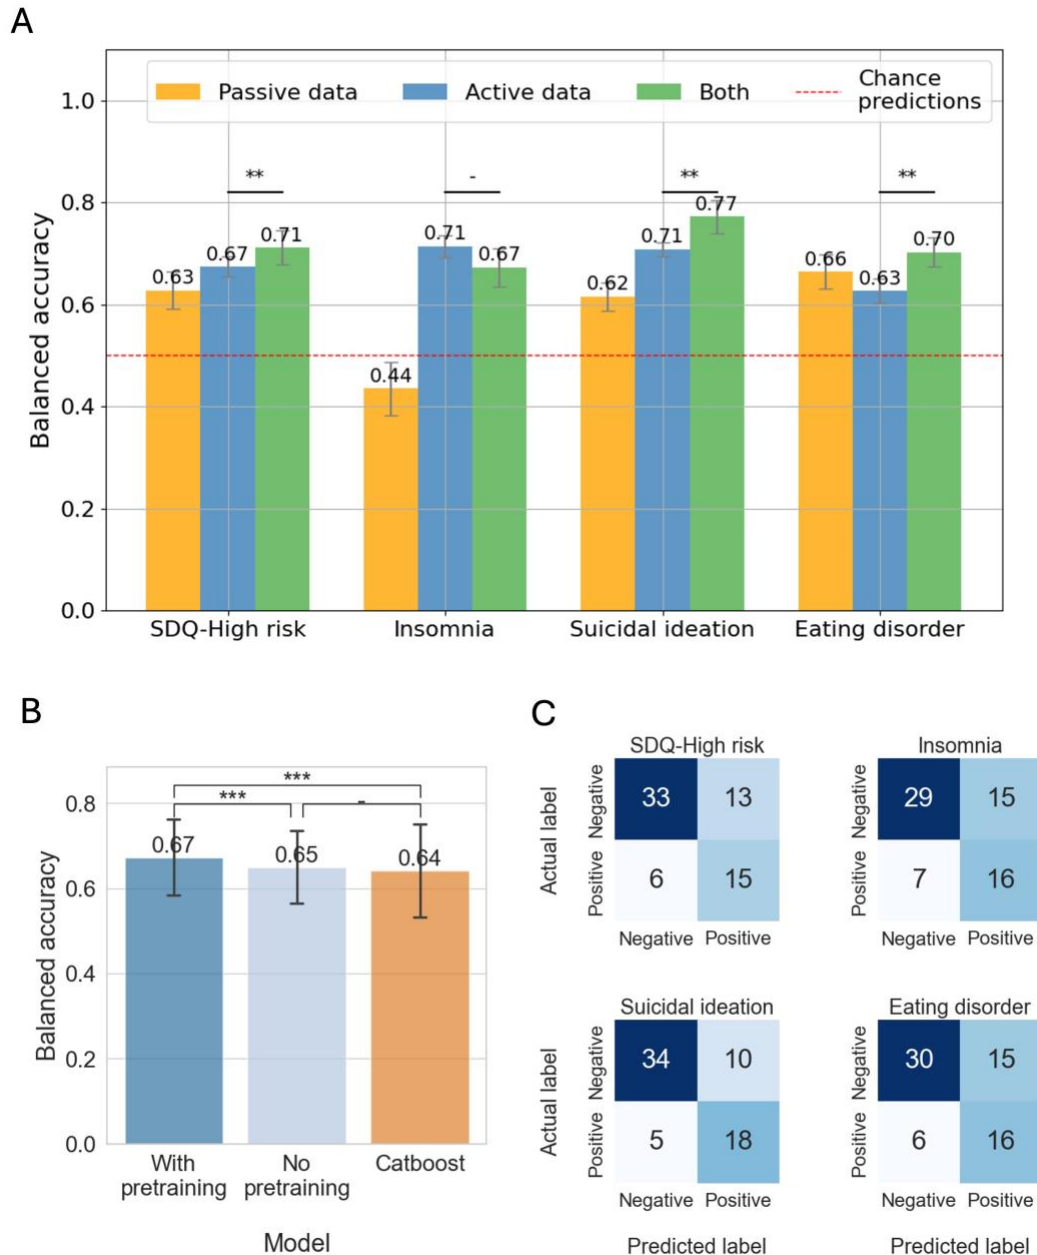 A
Passive data
Active data
Both
Chance
predictions
Balanced accuracy
1.0
0.8
0.6
0.4
0.2
0.0
**
-
**
**
0.63
0.67
0.71
0.44
0.71
0.67
0.62
0.71
0.77
0.66
0.63
0.70
SDQ-High risk
Insomnia
Suicidal ideation
Eating disorder
B
Balanced accuracy
0.8
0.6
0.4
0.2
0.0
***
***
-
0.67
0.65
0.64
With
pretraining
No
pretraining
Catboost
Model
C
SDQ-High risk
Actual label
Negative
33 13
Positive
6 15
Negative Positive
Insomnia
Negative
29 15
Positive
7 16
Negative Positive
Suicidal ideation
Actual label
Negative
34 10
Positive
5 18
Negative Positive
Predicted label
Eating disorder
Negative
30 15
Positive
6 16
Negative Positive
Predicted label